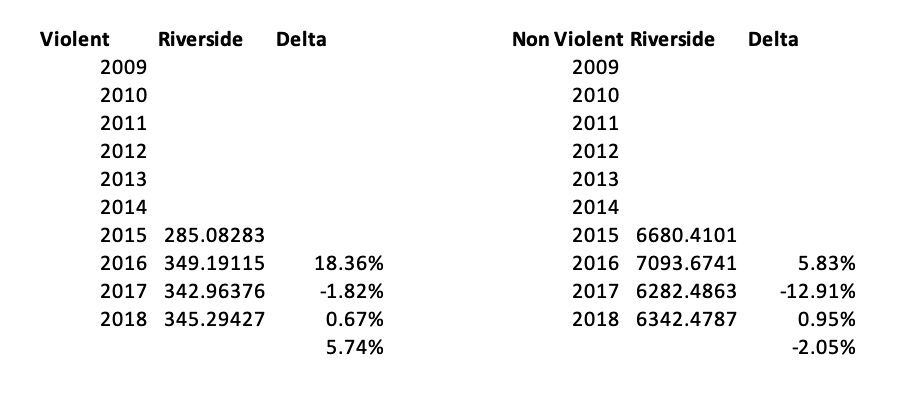 Violent Riverside Delta Non Violent Riverside Delta
2009 2009
2010 2010
2011 2011
2012 2012
2013 2013
2014 2014
2015 285.08283 2015 6680.4101
2016 349.19115 18.36% 2016 7093.6741 5.83%
2017 342.96376 -1.82% 2017 6282.4863 -12.91%
2018 345.29427 0.67% 2018 6342.4787 0.95%
5.74% -2.05%